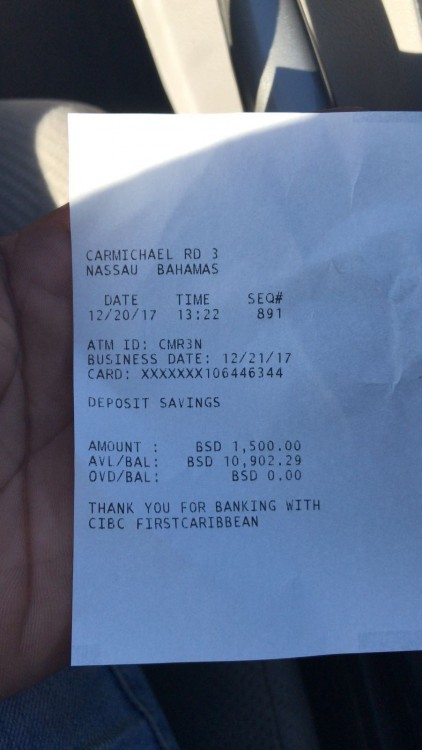 CARMICHAEL RD 3
NASSAU BAHAMAS
DATE TIME SEQ#
12/20/17 13:22 891
ATM ID: CMR3N
BUSINESS DATE: 12/21/17
CARD: XXXXXXX106446344
DEPOSIT SAVINGS
AMOUNT : BSD 1,500.00
AVL/BAL: BSD 10,902.29
OVD/BAL: BSD 0.00
THANK YOU FOR BANKING WITH
CIBC FIRSTCARIBBEAN